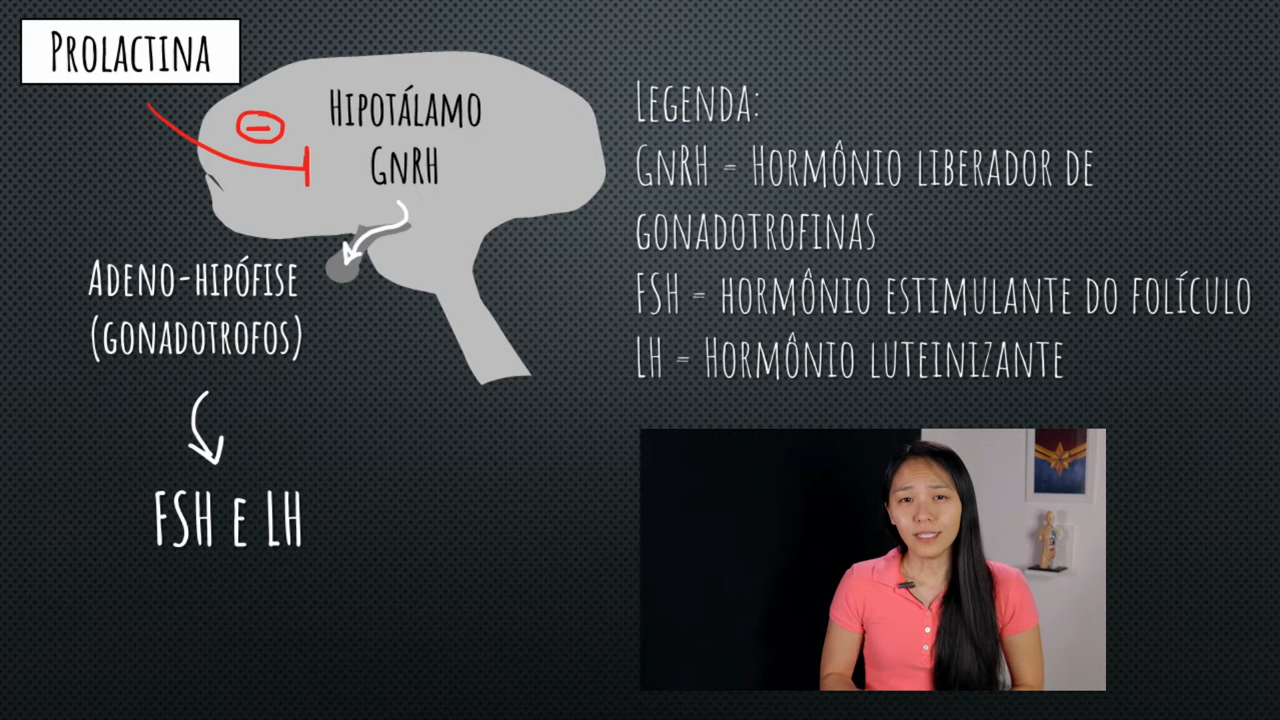 Prolactina
Hipotálamo
GnRH
Adeno-hipófise
(gonadotrofos)
FSH e LH
Legenda:
GnRH = Hormônio liberador de
gonadotrofinas
FSH = hormônio estimulante do folículo
LH = Hormônio luteinizante